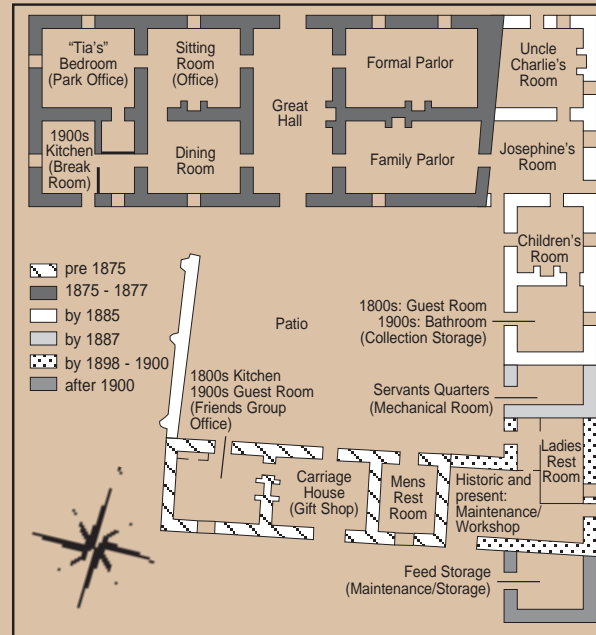 “Tia’s”
Bedroom
(Park Office)
Sitting
Room
(Office)
Great
Hall
Formal Parlor
Uncle
Charlie’s
Room
1900s
Kitchen
(Break
Room)
Dining
Room
Family Parlor
Josephine’s
Room
Children’s
Room
pre 1875
1875 - 1877
by 1885
by 1887
by 1898 - 1900
after 1900
Patio
1800s: Guest Room
1900s: Bathroom
(Collection Storage)
1800s Kitchen
1900s Guest Room
(Friends Group
Office)
Servants Quarters
(Mechanical Room)
Carriage
House
(Gift Shop)
Mens
Rest
Room
Historic and
present:
Maintenance/
Workshop
Ladies
Rest
Room
Feed Storage
(Maintenance/Storage)